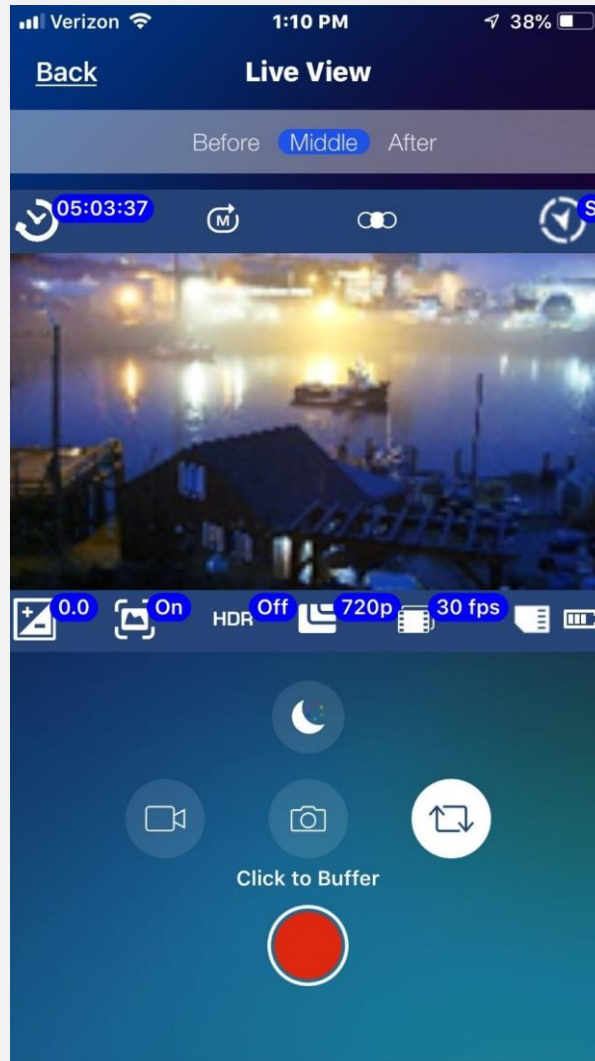 Verizon 1:10 PM 38%
Back Live View
Before Middle After
05:03:37 M S
0.0 On HDR Off 720p 30 fps
Click to Buffer